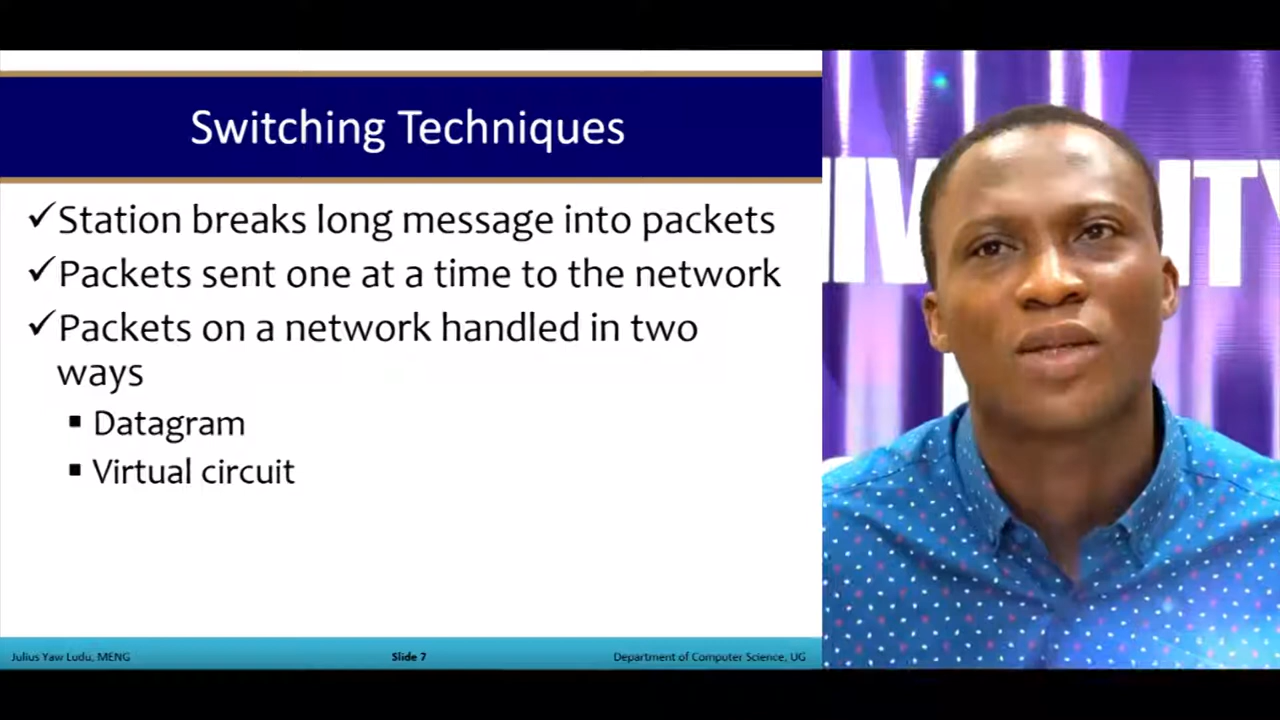 Switching Techniques
✓Station breaks long message into packets
✓Packets sent one at a time to the network
✓Packets on a network handled in two
ways
▪ Datagram
▪ Virtual circuit
Julius Yaw Ludu, MENG
Slide 7
Department of Computer Science, UG